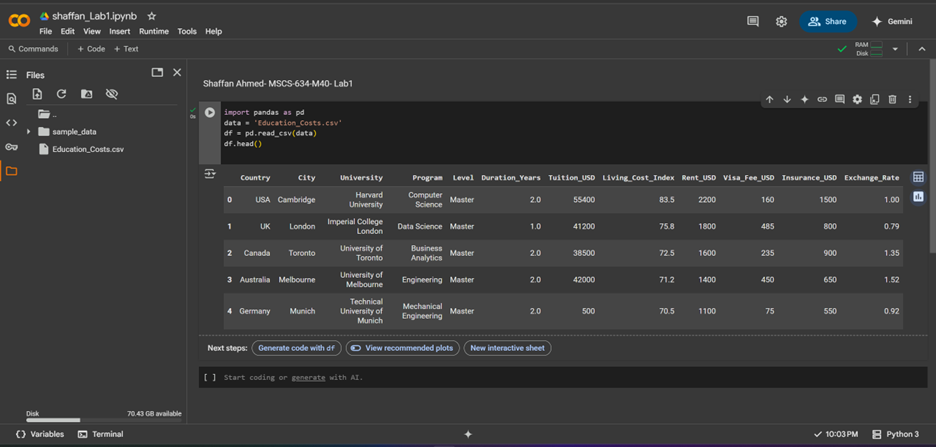 shaffan_Lab1.ipynb
File Edit View Insert Runtime Tools Help
Share
Gemini
Commands + Code + Text
RAM
Disk
Files
..
sample_data
Education_Costs.csv
Disk 70.43 GB available
Shaffan Ahmed- MSCS-634-M40- Lab1
0s
import pandas as pd
data = 'Education_Costs.csv'
df = pd.read_csv(data)
df.head()
Country City University Program Level Duration_Years Tuition_USD Living_Cost_Index Rent_USD Visa_Fee_USD Insurance_USD Exchange_Rate
0 USA Cambridge Harvard University Computer Science Master 2.0 55400 83.5 2200 160 1500 1.00
1 UK London Imperial College London Data Science Master 1.0 41200 75.8 1800 485 800 0.79
2 Canada Toronto University of Toronto Business Analytics Master 2.0 38500 72.5 1600 235 900 1.35
3 Australia Melbourne University of Melbourne Engineering Master 2.0 42000 71.2 1400 450 650 1.52
4 Germany Munich Technical University of Munich Mechanical Engineering Master 2.0 500 70.5 1100 75 550 0.92
Next steps: Generate code with df View recommended plots New interactive sheet
[ ] Start coding or generate with AI.
Variables Terminal
10:03 PM Python 3